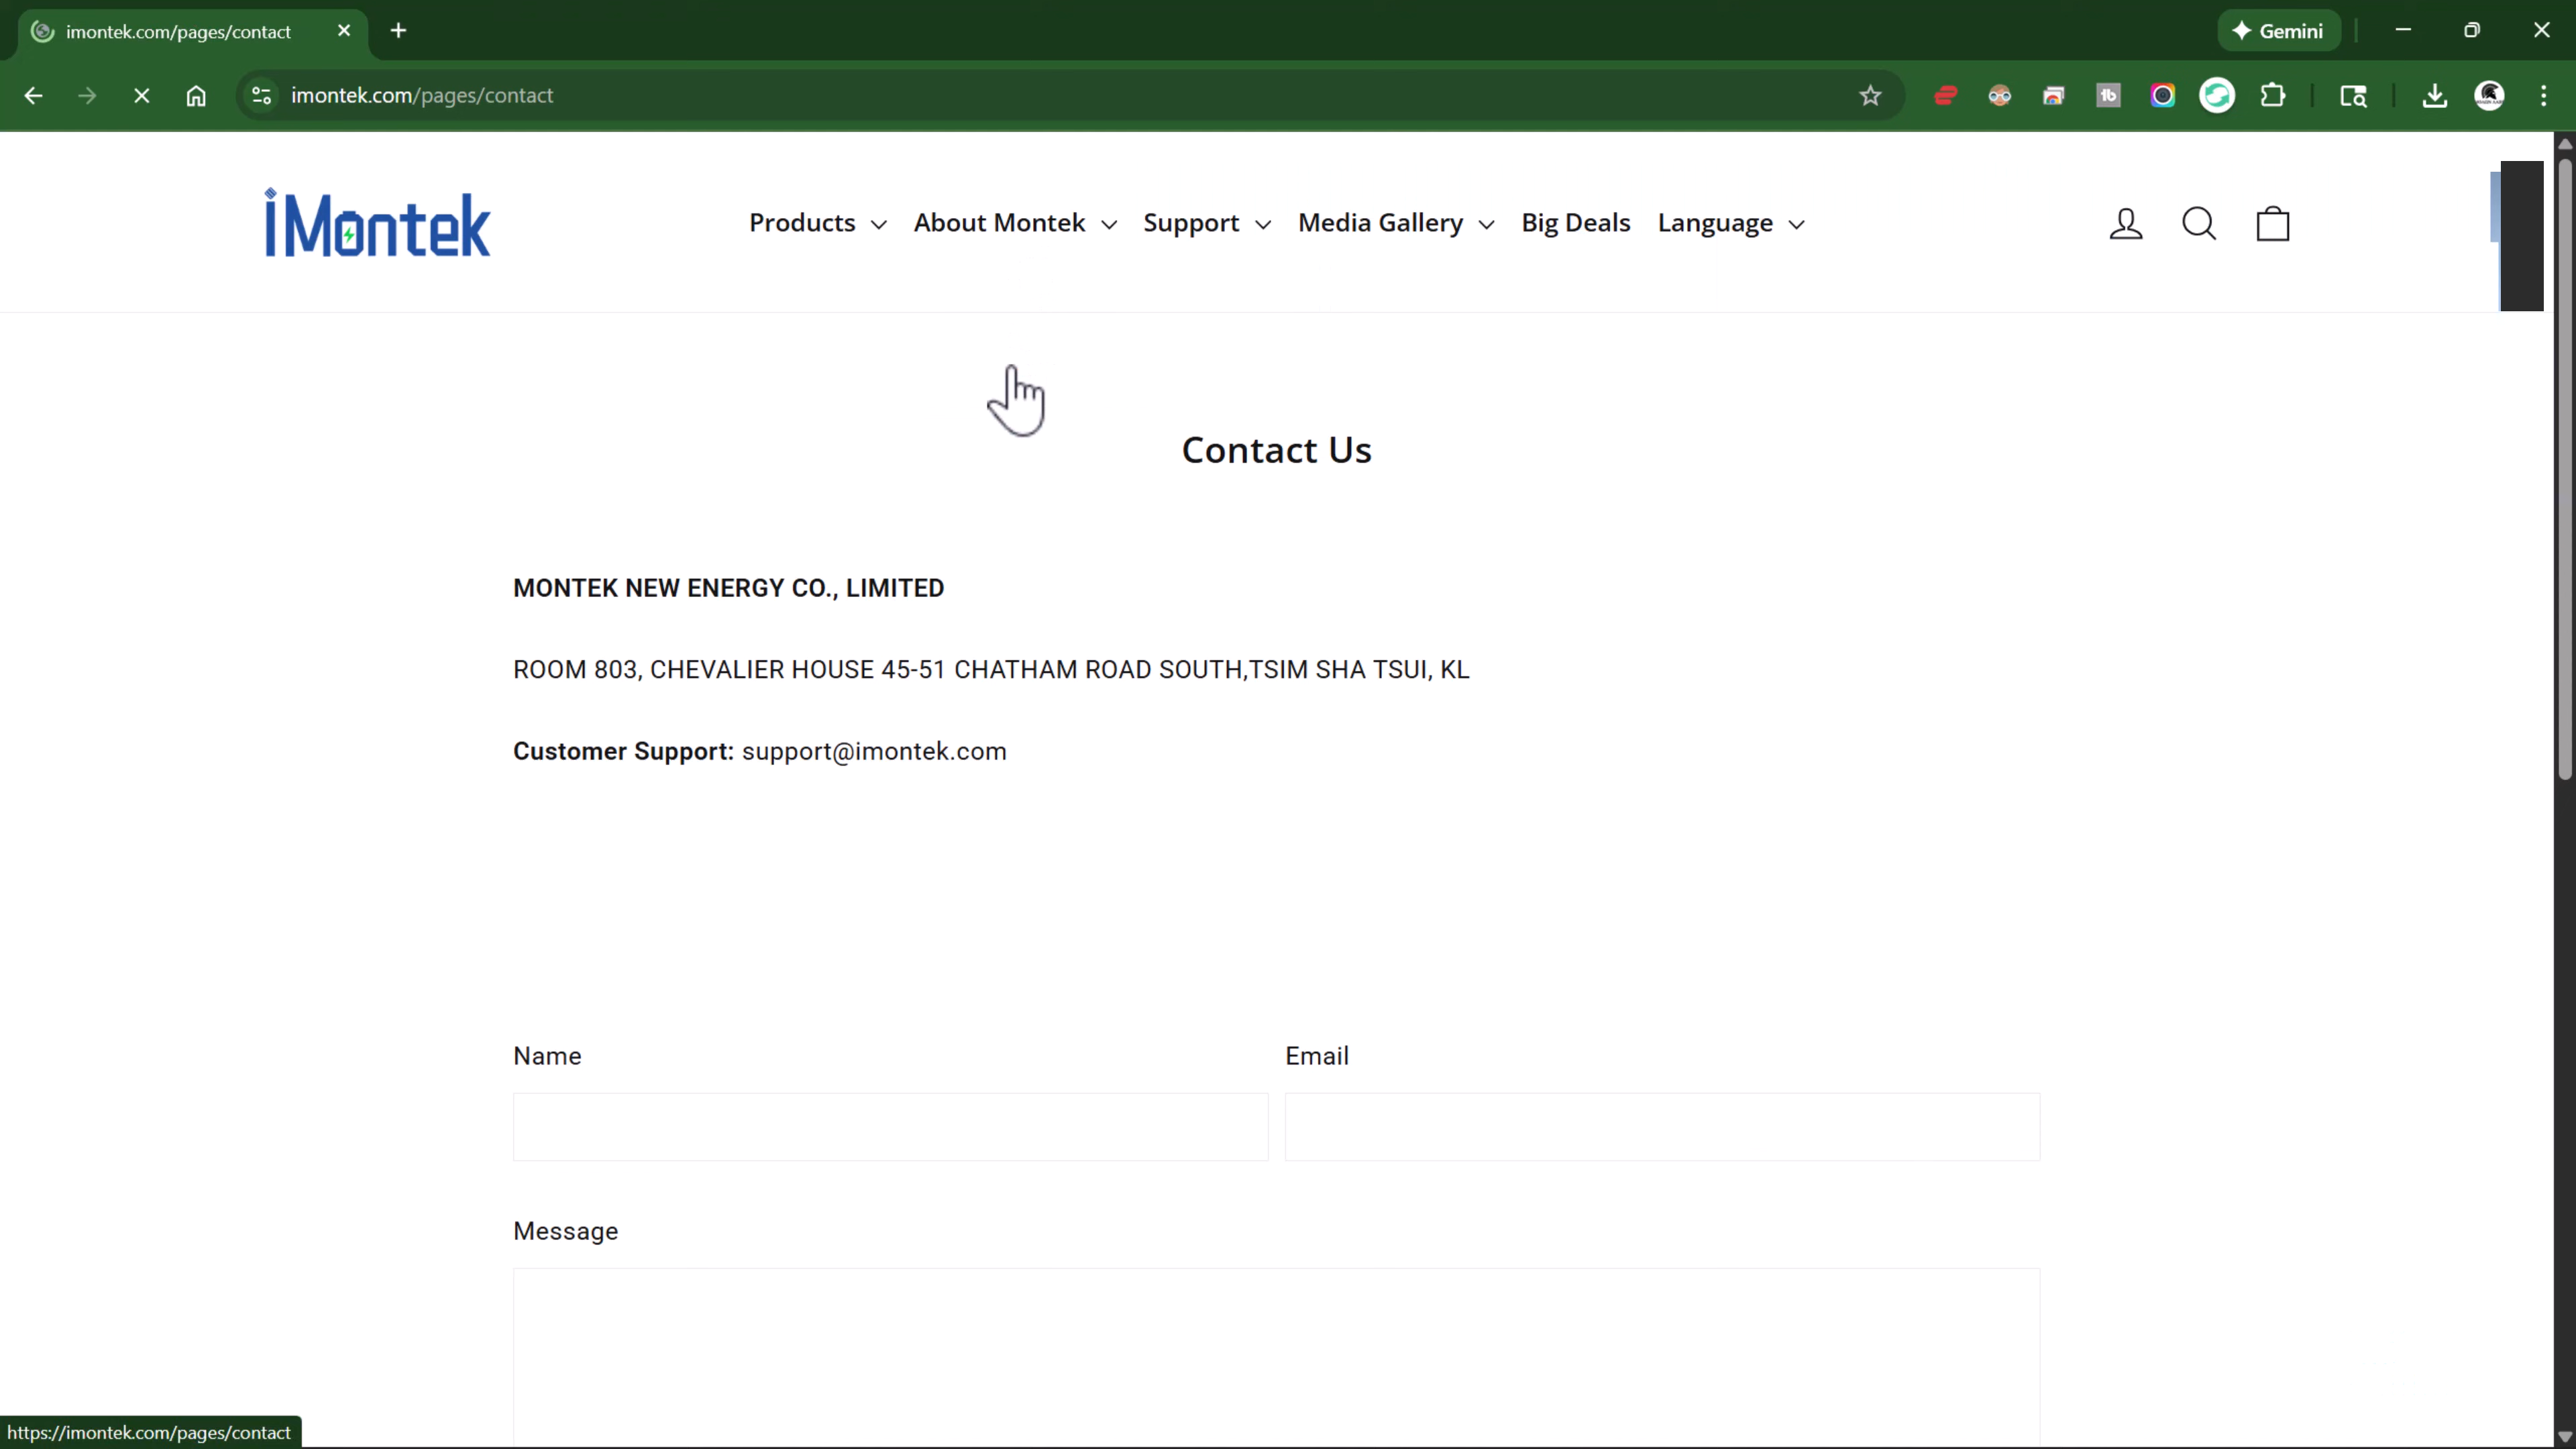 imontek.com/pages/contact
Gemini
imontek.com/pages/contact
iMontek
Products
About Montek
Support
Media Gallery
Big Deals
Language
Contact Us
MONTEK NEW ENERGY CO., LIMITED
ROOM 803, CHEVALIER HOUSE 45-51 CHATHAM ROAD SOUTH,TSIM SHA TSUI, KL
Customer Support: support@imontek.com
Name
Email
Message
https://imontek.com/pages/contact